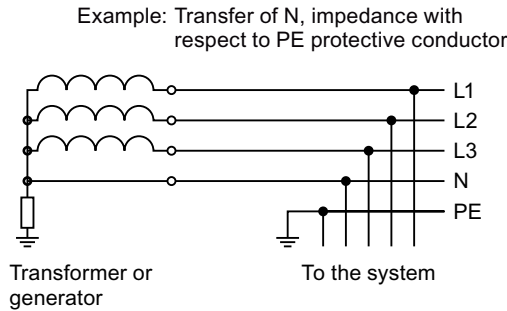 Example: Transfer of N, impedance with
respect to PE protective conductor
L1
L2
L3
N
PE
Transformer or
generator
To the system